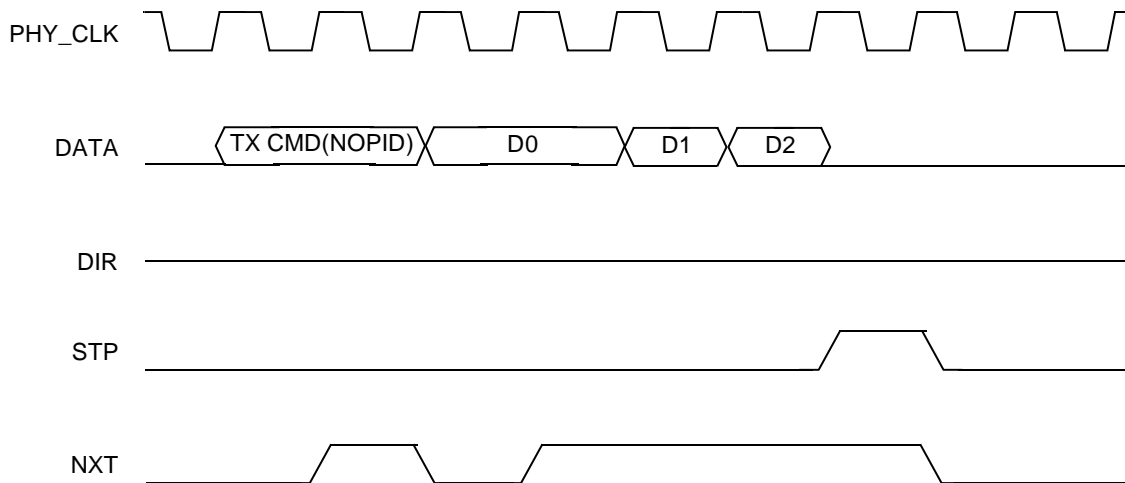 PHY_CLK
DATA
TX CMD(NOPID)
D0
D1
D2
DIR
STP
NXT